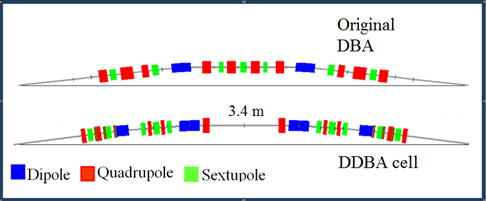 Original
DBA
3.4 m
DDBA cell
Dipole
Quadrupole
Sextupole